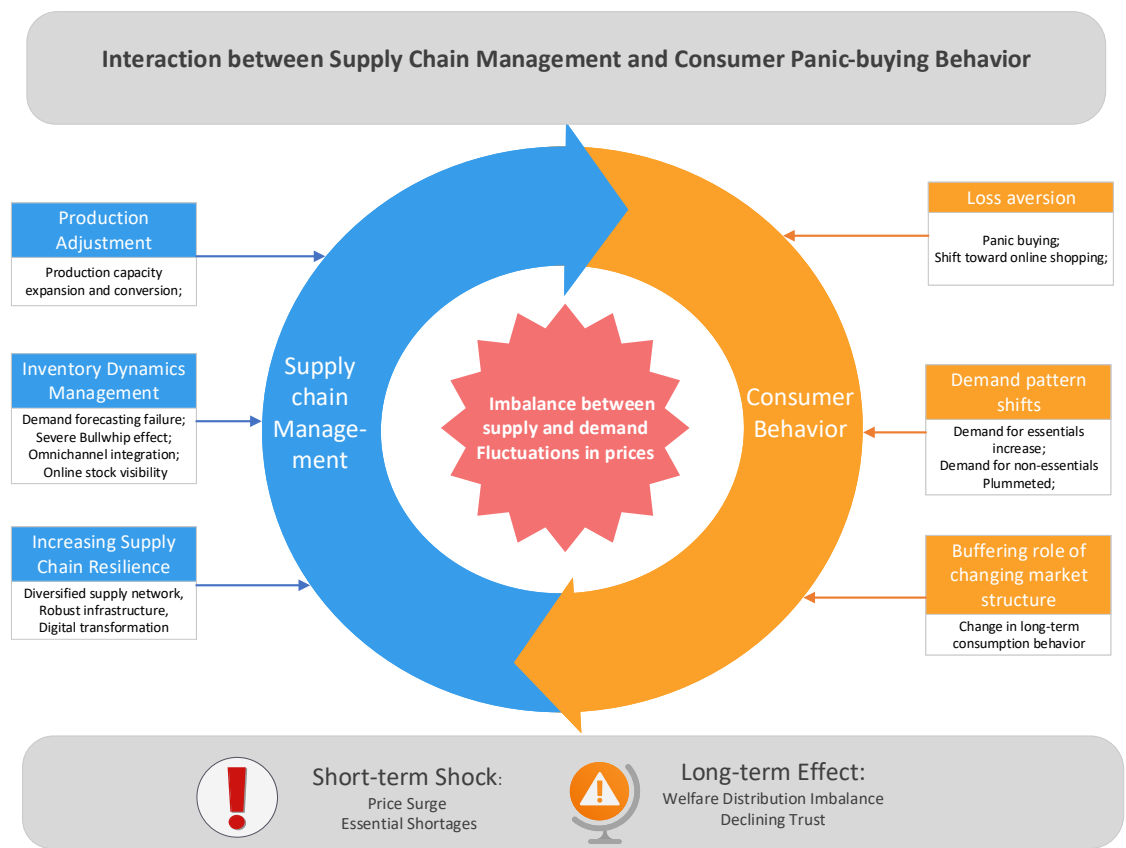 Interaction between Supply Chain Management and Consumer Panic-buying Behavior
Production
Adjustment
Production capacity
expansion and conversion;
Inventory Dynamics
Management
Demand forecasting failure;
Severe Bullwhip effect;
Omnichannel integration;
Online stock visibility
Increasing Supply
Chain Resilience
Diversified supply network,
Robust infrastructure,
Digital transformation
Supply
chain
Manage-
ment
Imbalance between
supply and demand
Fluctuations in prices
Consumer
Behavior
Loss aversion
Panic buying;
Shift toward online shopping;
Demand pattern
shifts
Demand for essentials
increase;
Demand for non-essentials
Plummeted;
Buffering role of
changing market
structure
Change in long-term
consumption behavior
Short-term Shock:
Price Surge
Essential Shortages
Long-term Effect:
Welfare Distribution Imbalance
Declining Trust